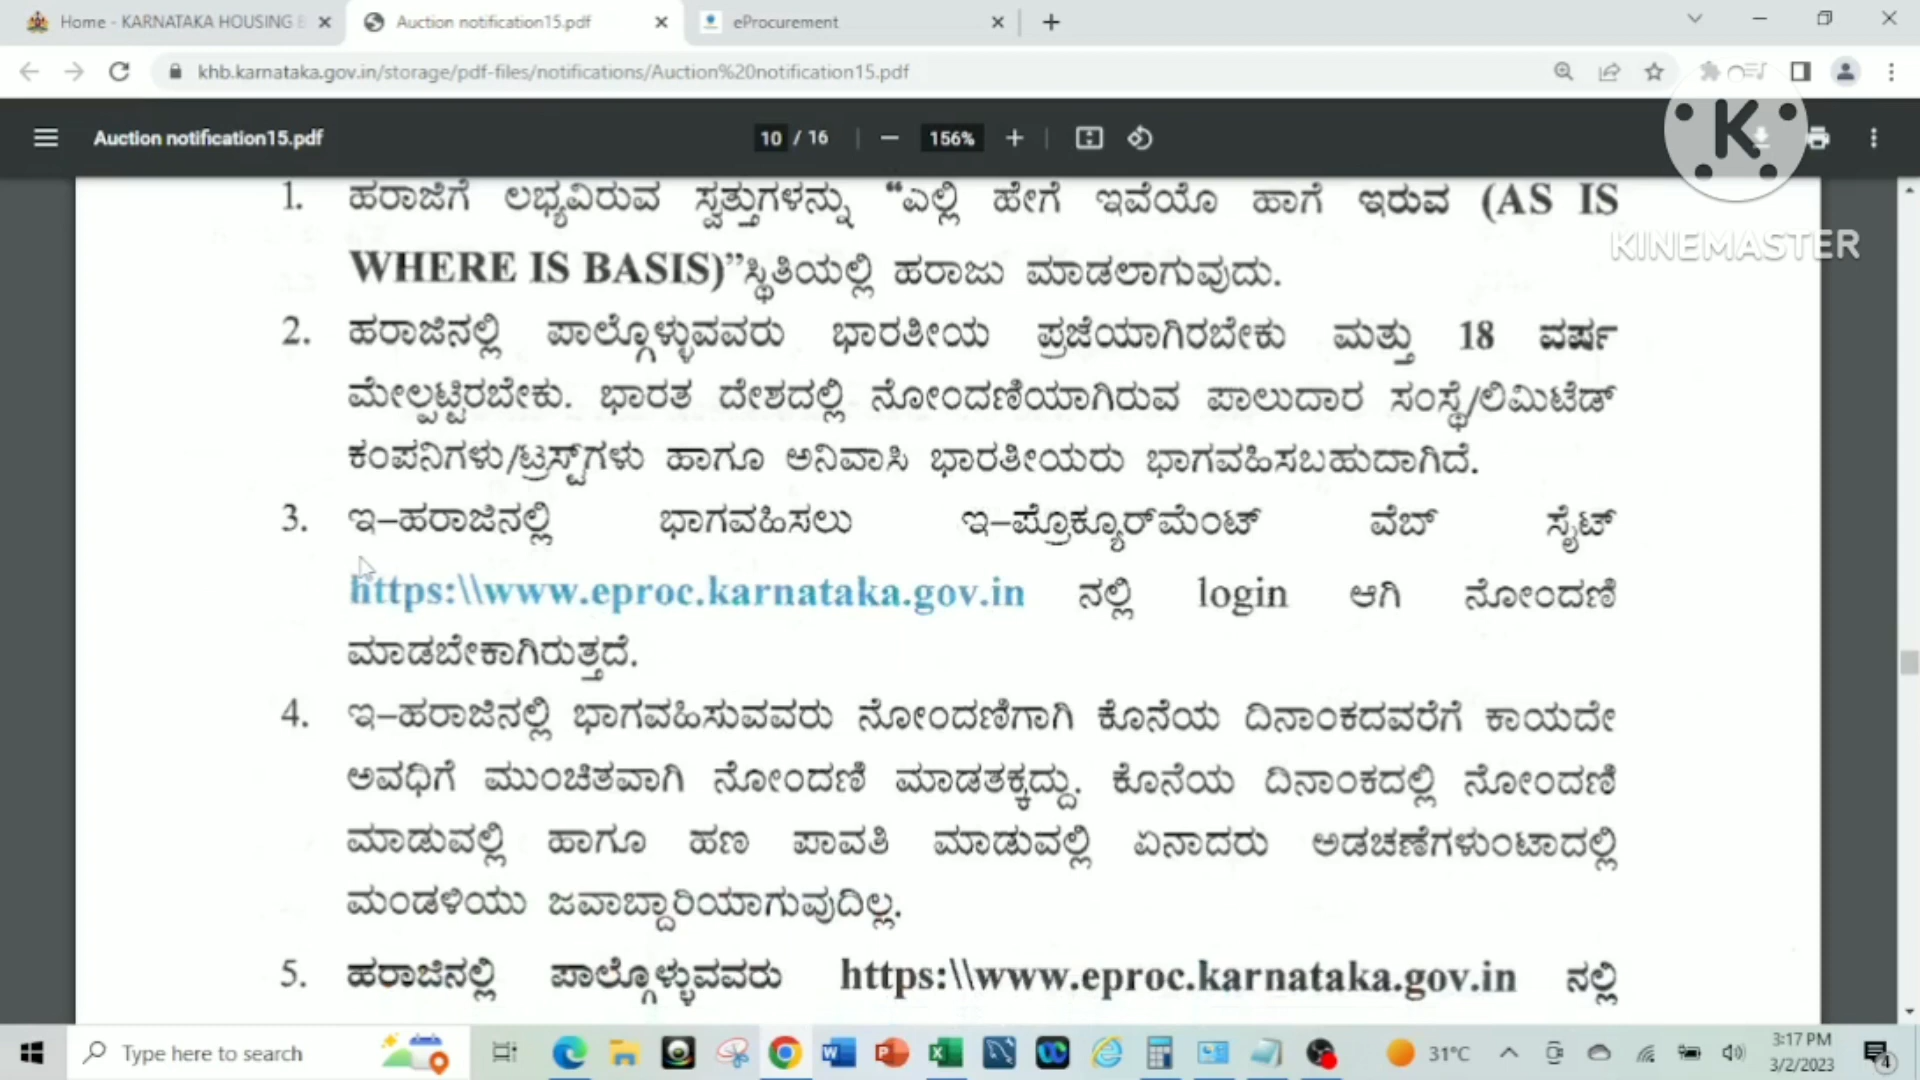 Home - KARNATAKA HOUSING B
Auction notification15.pdf
eProcurement
khb.karnataka.gov.in/storage/pdf-files/notifications/Auction%20notification15.pdf
Auction notification15.pdf
10 / 16
156%
K
KINEMASTER
1. ಹರಾಜಿಗೆ ಲಭ್ಯವಿರುವ ಸ್ವತ್ತುಗಳನ್ನು “ಎಲ್ಲಿ ಹೇಗೆ ಇವೆಯೊ ಹಾಗೆ ಇರುವ (AS IS
WHERE IS BASIS)”ಸ್ಥಿತಿಯಲ್ಲಿ ಹರಾಜು ಮಾಡಲಾಗುವುದು.
2. ಹರಾಜಿನಲ್ಲಿ ಪಾಲ್ಗೊಳ್ಳುವವರು ಭಾರತೀಯ ಪ್ರಜೆಯಾಗಿರಬೇಕು ಮತ್ತು 18 ವರ್ಷ
ಮೇಲ್ಪಟ್ಟಿರಬೇಕು. ಭಾರತ ದೇಶದಲ್ಲಿ ನೋಂದಣಿಯಾಗಿರುವ ಪಾಲುದಾರ ಸಂಸ್ಥೆ/ಲಿಮಿಟೆಡ್
ಕಂಪನಿಗಳು/ಟ್ರಸ್ಟ್‌ಗಳು ಹಾಗೂ ಅನಿವಾಸಿ ಭಾರತೀಯರು ಭಾಗವಹಿಸಬಹುದಾಗಿದೆ.
3. ಇ–ಹರಾಜಿನಲ್ಲಿ ಭಾಗವಹಿಸಲು ಇ–ಪ್ರೊಕ್ಯೂರ್‌ಮೆಂಟ್ ವೆಬ್ ಸೈಟ್
https:\\www.eproc.karnataka.gov.in ನಲ್ಲಿ login ಆಗಿ ನೋಂದಣಿ
ಮಾಡಬೇಕಾಗಿರುತ್ತದೆ.
4. ಇ–ಹರಾಜಿನಲ್ಲಿ ಭಾಗವಹಿಸುವವರು ನೋಂದಣಿಗಾಗಿ ಕೊನೆಯ ದಿನಾಂಕದವರೆಗೆ ಕಾಯದೇ
ಅವಧಿಗೆ ಮುಂಚಿತವಾಗಿ ನೋಂದಣಿ ಮಾಡತಕ್ಕದ್ದು. ಕೊನೆಯ ದಿನಾಂಕದಲ್ಲಿ ನೋಂದಣಿ
ಮಾಡುವಲ್ಲಿ ಹಾಗೂ ಹಣ ಪಾವತಿ ಮಾಡುವಲ್ಲಿ ಏನಾದರು ಅಡಚಣೆಗಳುಂಟಾದಲ್ಲಿ
ಮಂಡಳಿಯು ಜವಾಬ್ದಾರಿಯಾಗುವುದಿಲ್ಲ.
5. ಹರಾಜಿನಲ್ಲಿ ಪಾಲ್ಗೊಳ್ಳುವವರು https:\\www.eproc.karnataka.gov.in ನಲ್ಲಿ
Type here to search
31°C
3:17 PM
3/2/2023
4